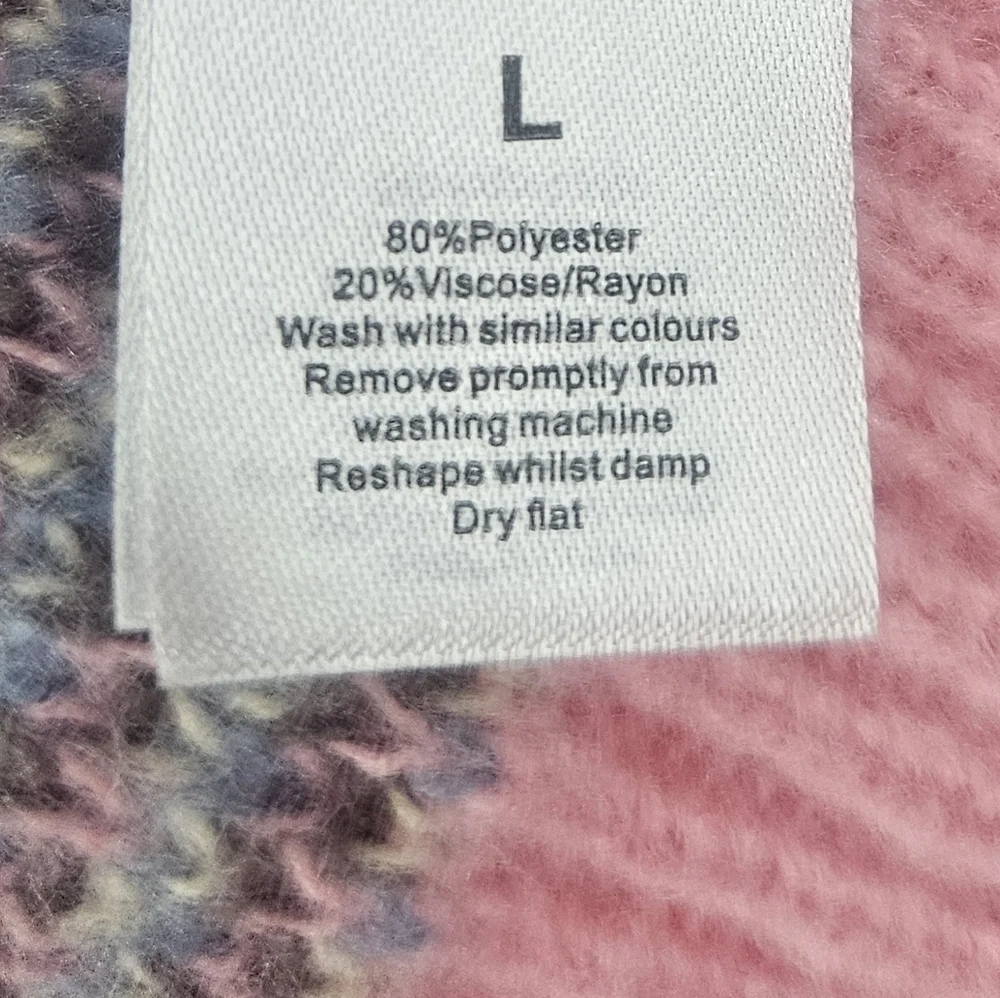 L
80%Polyester
20%Viscose/Rayon
Wash with similar colours
Remove promptly from
washing machine
Reshape whilst damp
Dry flat